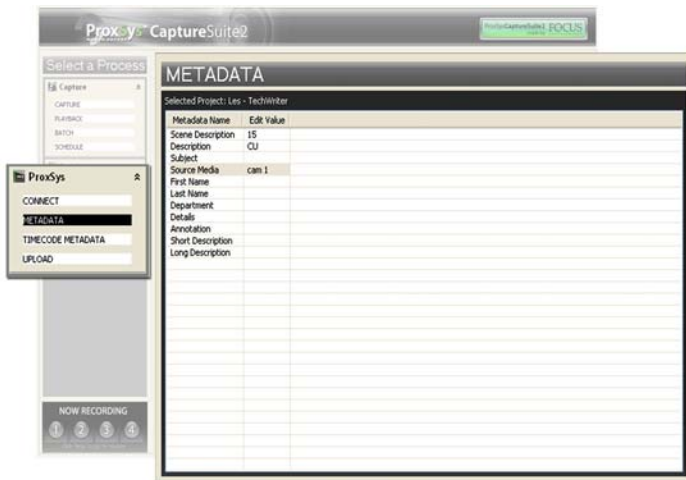 ProxSys CaptureSuite2
ProxSysCaptureSuite2 FOCUS
Select a Process
Capture
CAPTURE
PLAYBACK
BATCH
SCHEDULE
ProxSys
CONNECT
METADATA
TIMECODE METADATA
UPLOAD
NOW RECORDING
1 2 3 4
METADATA
Selected Project: Les - TechWriter
Metadata Name Edit Value
Scene Description 15
Description CU
Subject
Source Media cam 1
First Name
Last Name
Department
Details
Annotation
Short Description
Long Description